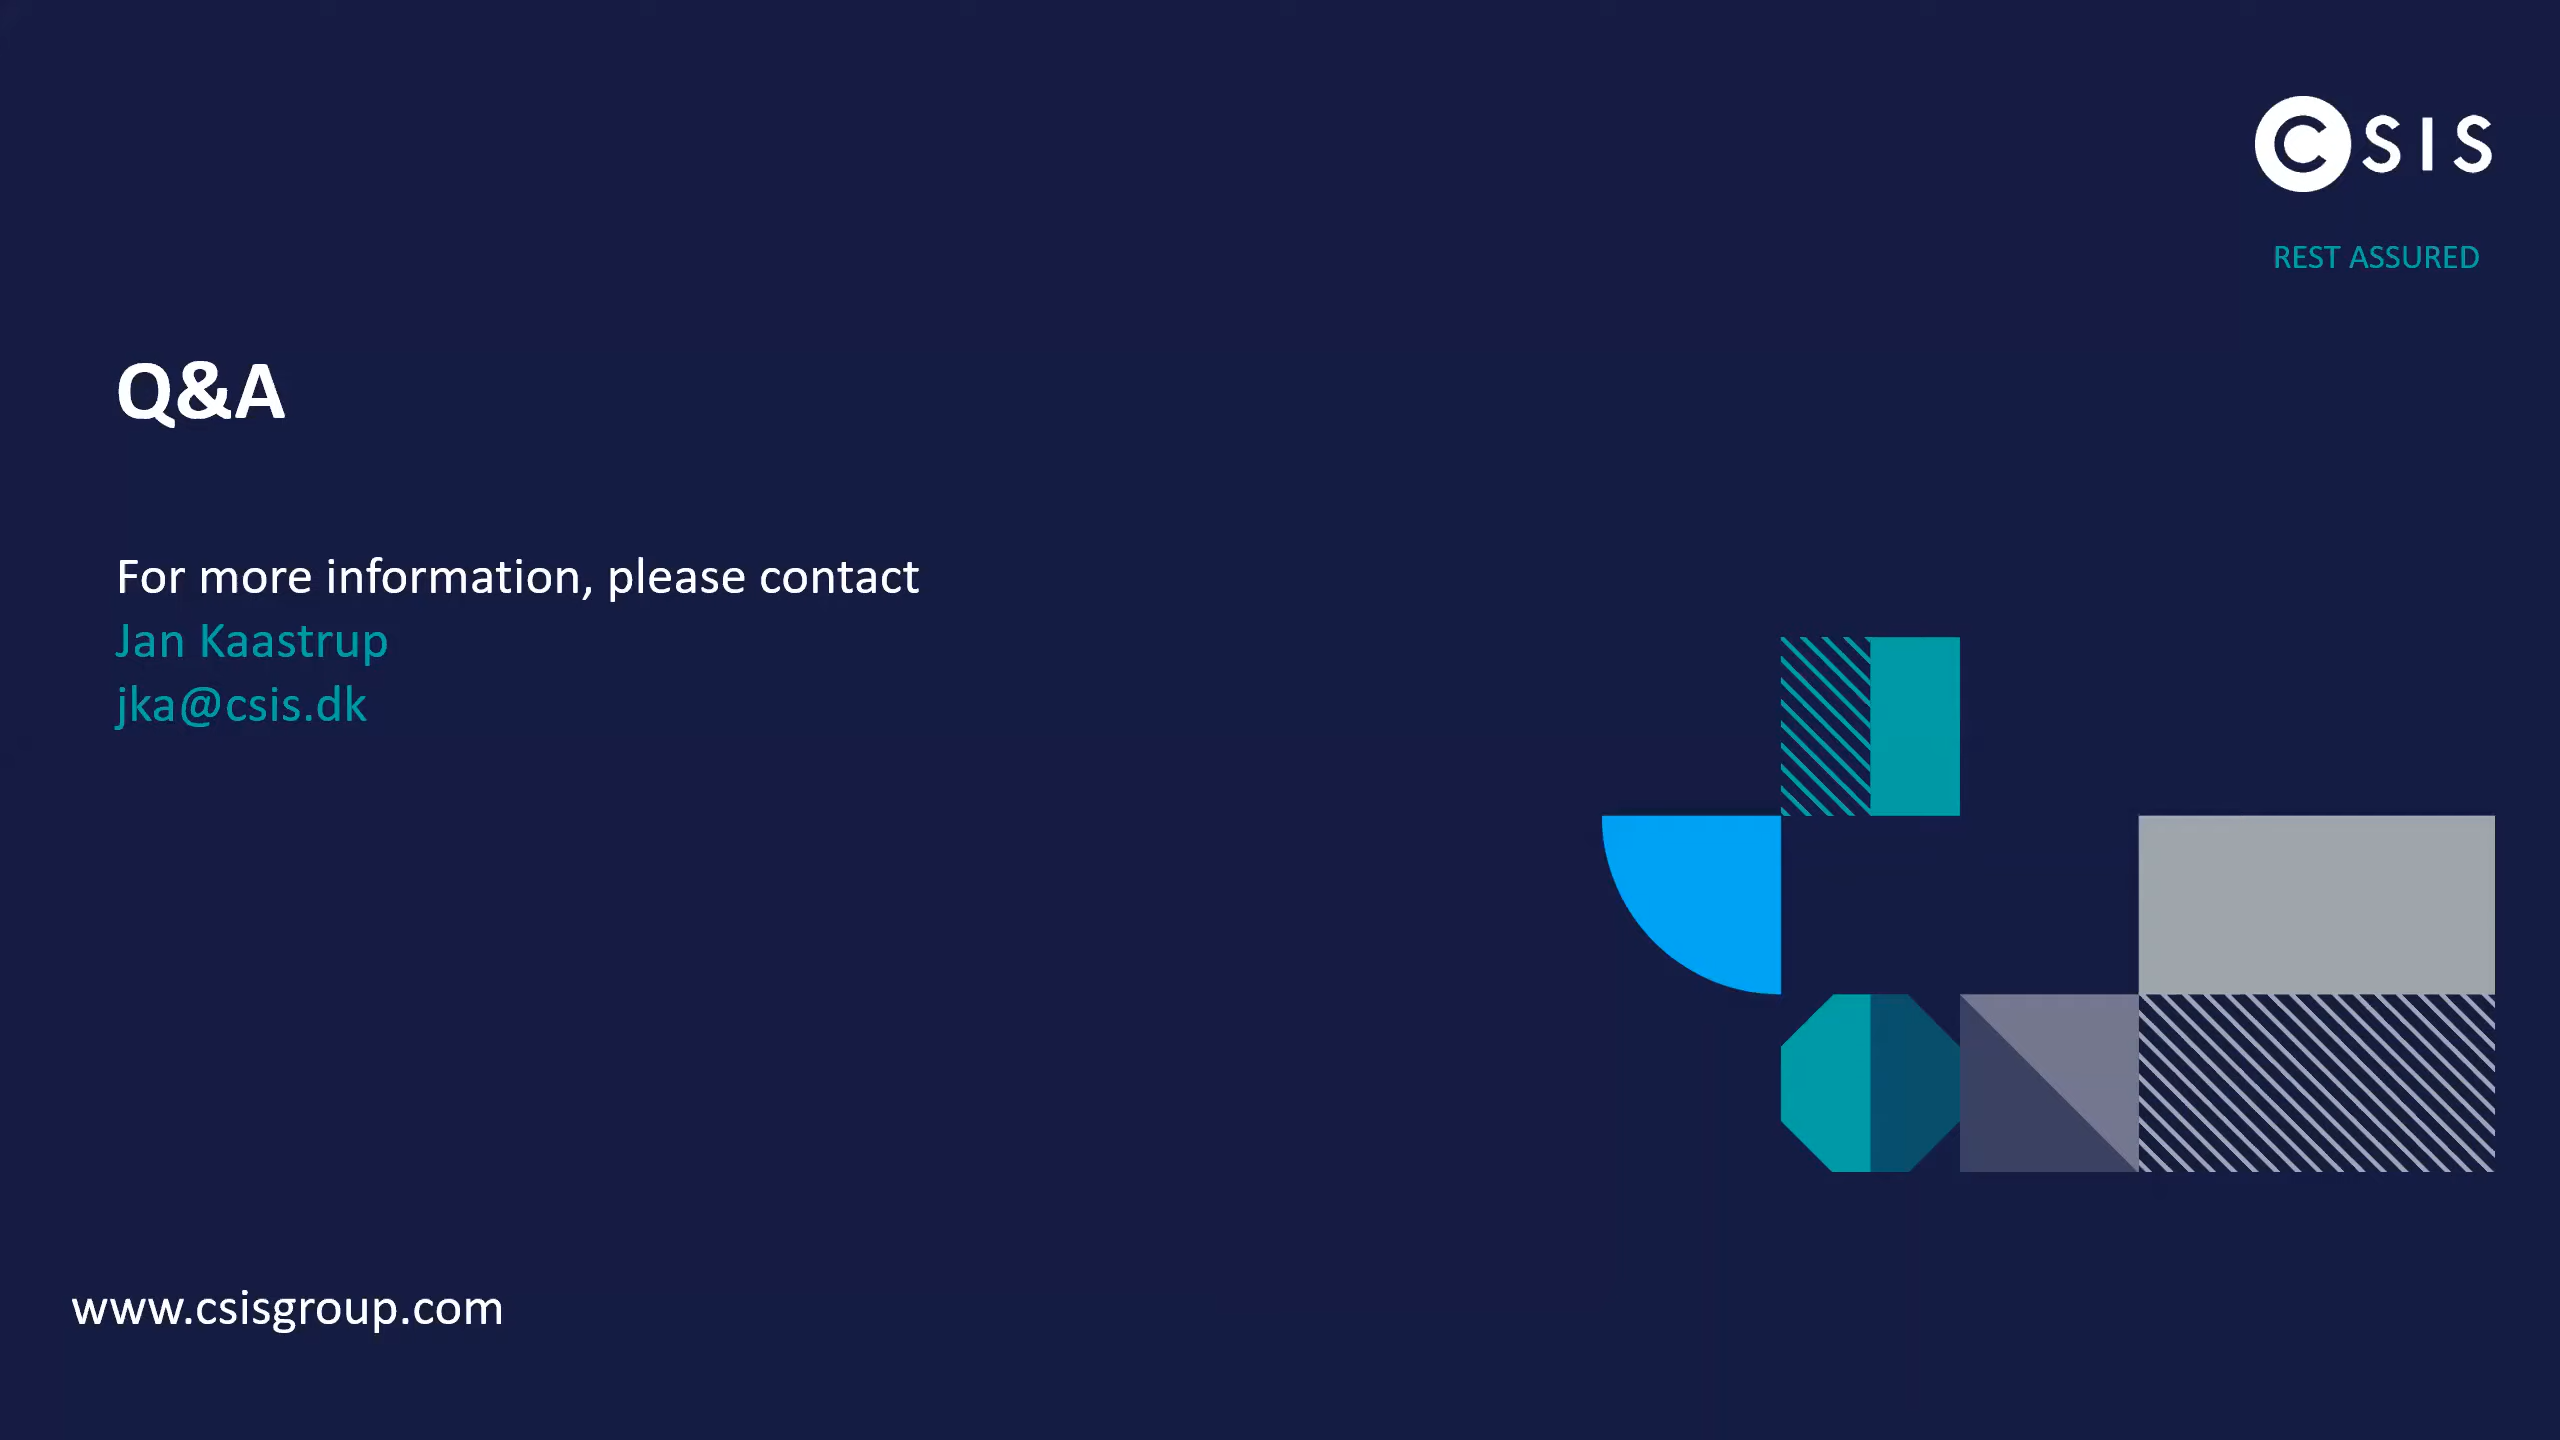 CSIS
REST ASSURED
Q&A
For more information, please contact
Jan Kaastrup
jka@csis.dk
www.csisgroup.com